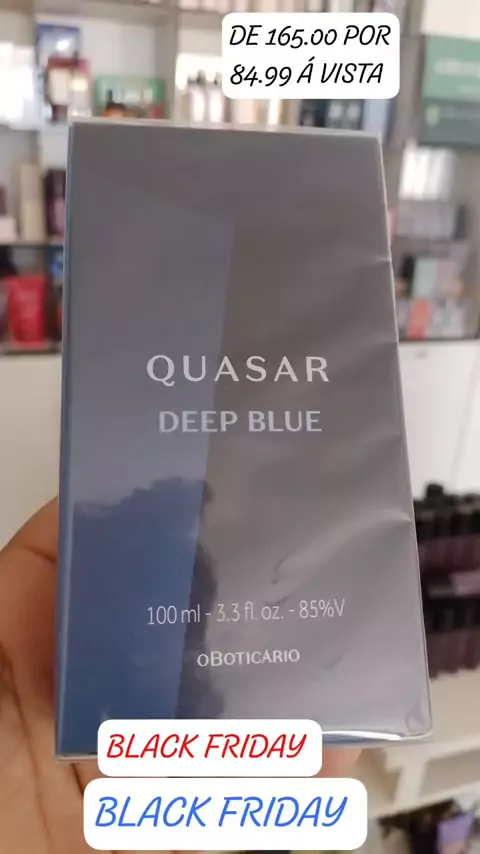 DE 165.00 POR
84.99 Á VISTA
QUASAR
DEEP BLUE
100 ml - 3.3 fl. oz. - 85%V
oBOTICÁRIO
BLACK FRIDAY
BLACK FRIDAY